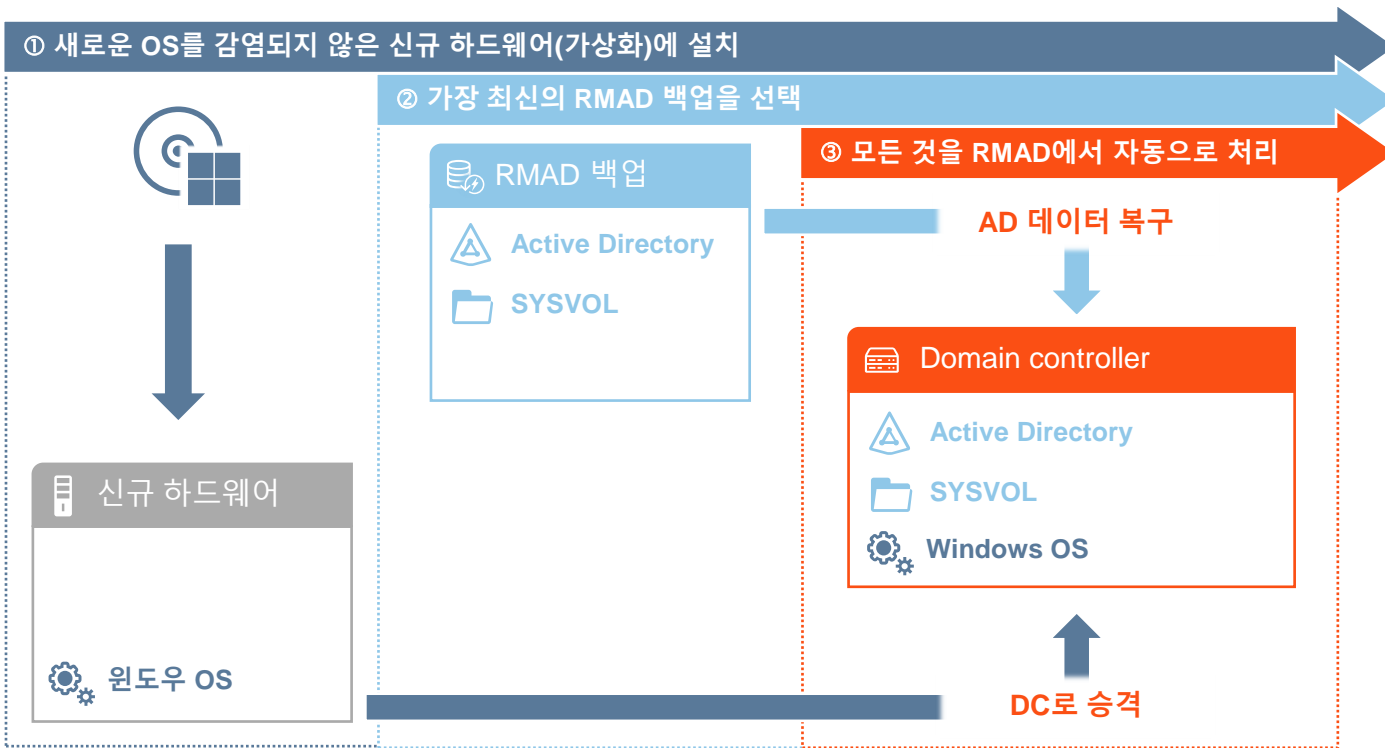 ① 새로운 OS를 감염되지 않은 신규 하드웨어(가상화)에 설치
② 가장 최신의 RMAD 백업을 선택
③ 모든 것을 RMAD에서 자동으로 처리
RMAD 백업
Active Directory
SYSVOL
AD 데이터 복구
Domain controller
Active Directory
SYSVOL
Windows OS
신규 하드웨어
윈도우 OS
DC로 승격